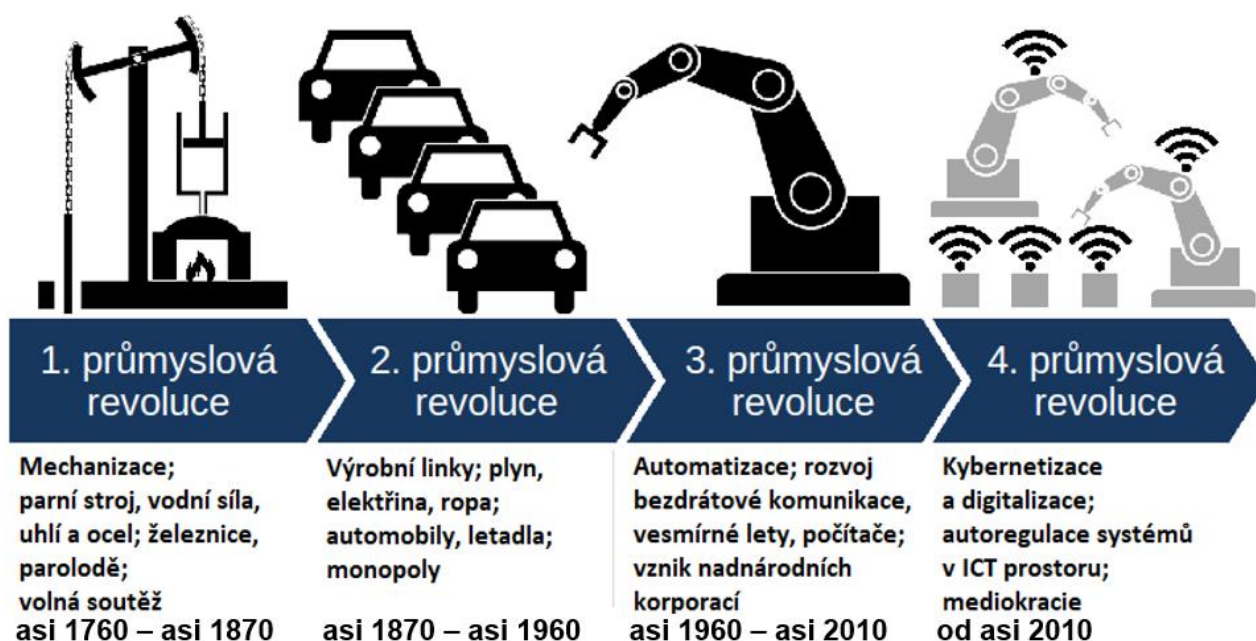 1. průmyslová
revoluce
2. průmyslová
revoluce
3. průmyslová
revoluce
4. průmyslová
revoluce
Mechanizace;
parní stroj, vodní síla,
uhlí a ocel; železnice,
parolodě;
volná soutěž
asi 1760 – asi 1870
Výrobní linky; plyn,
elektřina, ropa;
automobily, letadla;
monopoly
asi 1870 – asi 1960
Automatizace; rozvoj
bezdrátové komunikace,
vesmírné lety, počítače;
vznik nadnárodních
korporací
asi 1960 – asi 2010
Kybernetizace
a digitalizace;
autoregulace systémů
v ICT prostoru;
mediokracie
od asi 2010